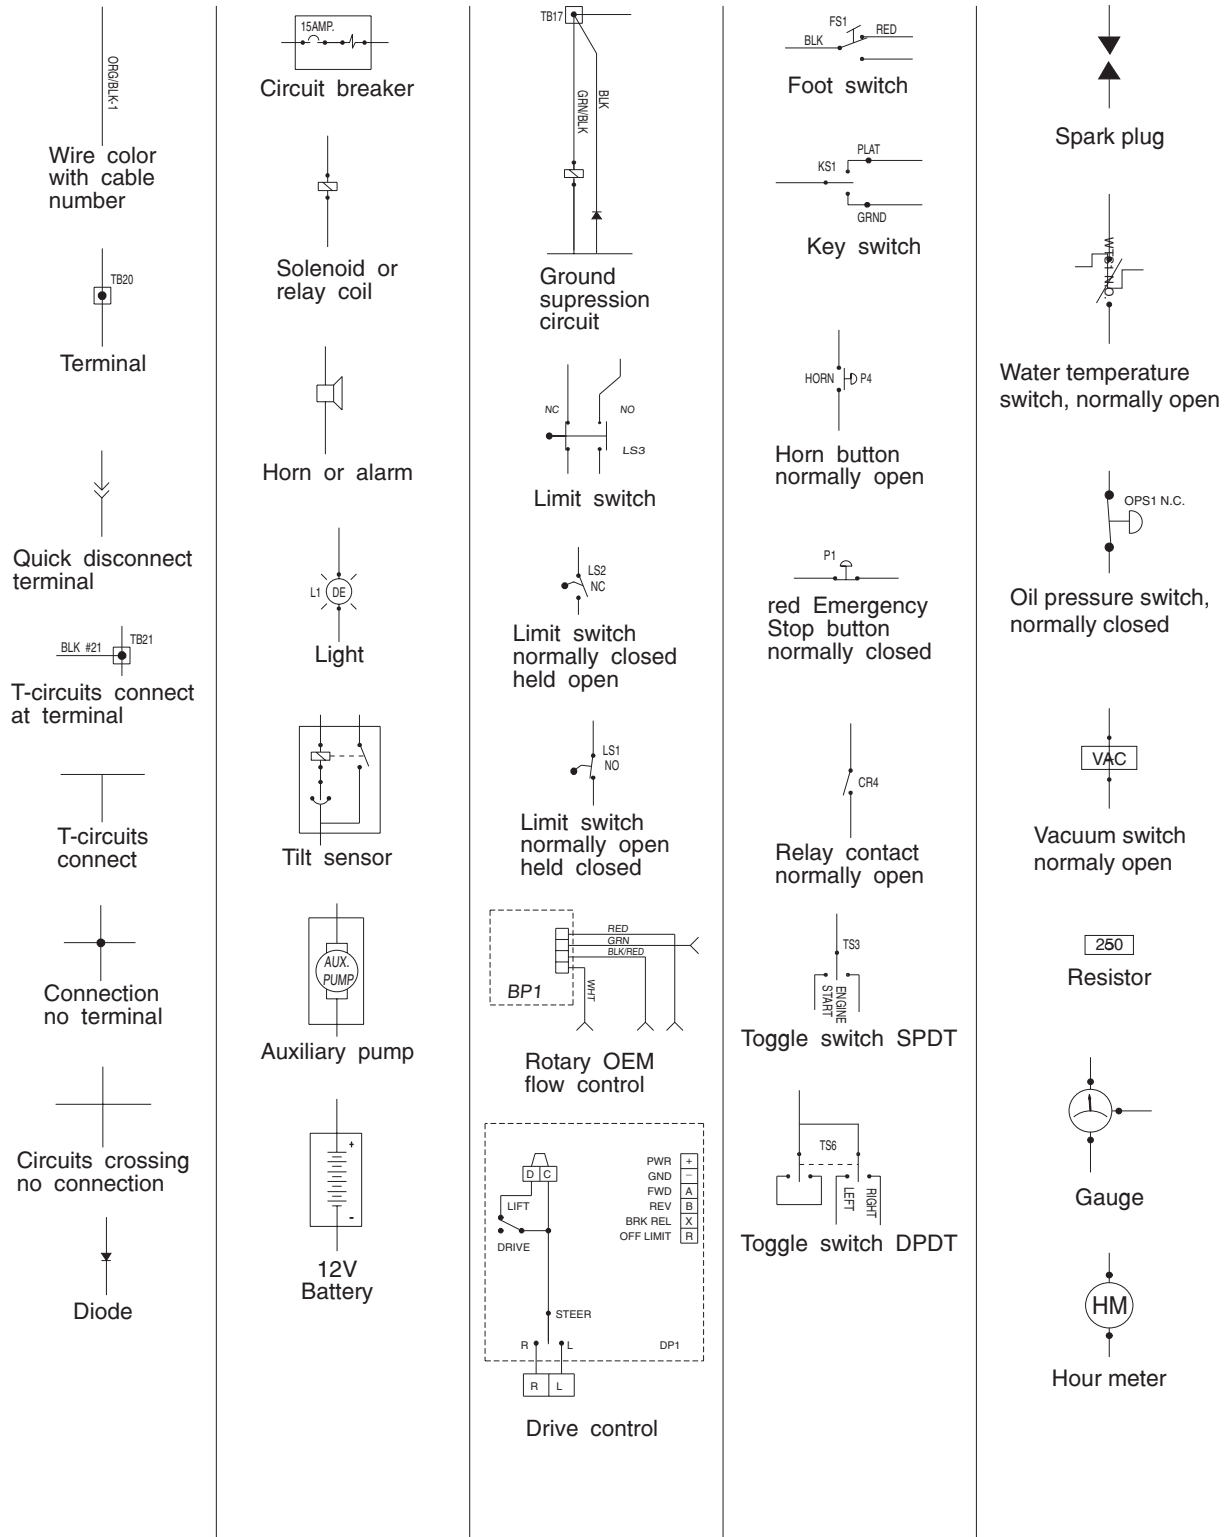 ORG/BLK-1
Wire color
with cable
number
TB20
Terminal
Quick disconnect
terminal
BLK #21
TB21
T-circuits connect
at terminal
T-circuits
connect
Connection
no terminal
Circuits crossing
no connection
Diode
15AMP.
Circuit breaker
Solenoid or
relay coil
Horn or alarm
L1
DE
Light
Tilt sensor
AUX.
PUMP
Auxiliary pump
+
-
12V
Battery
TB17
GRN/BLK
BLK
Ground
supression
circuit
NC
NO
LS3
Limit switch
LS2
NC
Limit switch
normally closed
held open
LS1
NO
Limit switch
normally open
held closed
RED
GRN
BLK/RED
WHT
BP1
Rotary OEM
flow control
D C
LIFT
DRIVE
PWR +
GND –
FWD A
REV B
BRK REL X
OFF LIMIT R
STEER
R L
DP1
R L
Drive control
FS1
BLK
RED
Foot switch
PLAT
KS1
GRND
Key switch
HORN
P4
Horn button
normally open
P1
red Emergency
Stop button
normally closed
CR4
Relay contact
normally open
TS3
ENGINE
START
Toggle switch SPDT
TS6
LEFT
RIGHT
Toggle switch DPDT
Spark plug
WTS1 N.O.
Water temperature
switch, normally open
OPS1 N.C.
Oil pressure switch,
normally closed
VAC
Vacuum switch
normaly open
250
Resistor
Gauge
HM
Hour meter